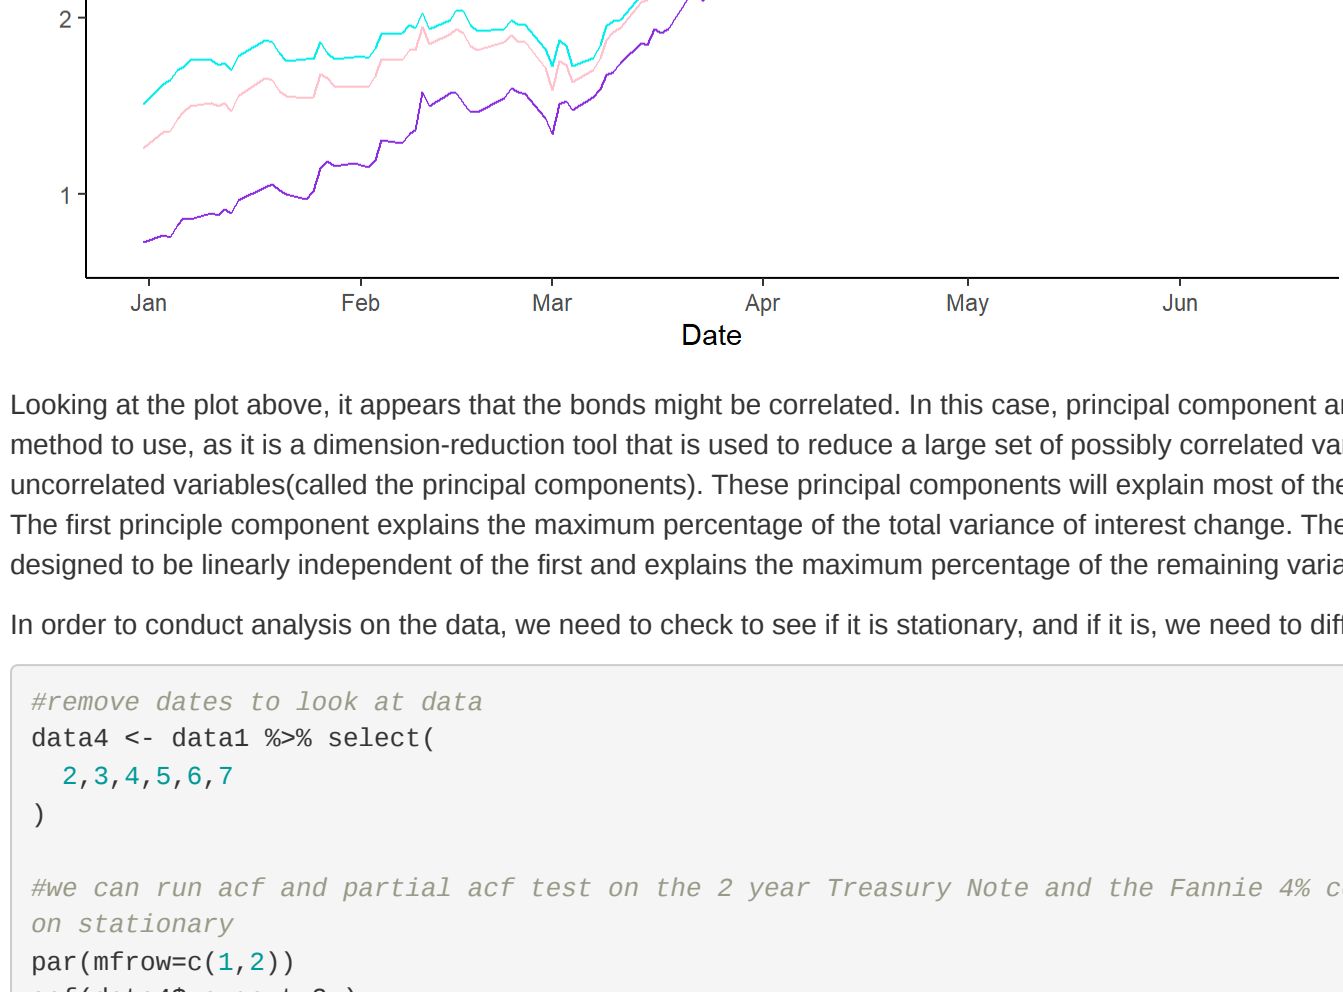 2
1
Jan Feb Mar Apr May Jun
Date
Looking at the plot above, it appears that the bonds might be correlated. In this case, principal component
method to use, as it is a dimension-reduction tool that is used to reduce a large set of possibly correlated
uncorrelated variables(called the principal components). These principal components will explain most of the
The first principle component explains the maximum percentage of the total variance of interest change. The
designed to be linearly independent of the first and explains the maximum percentage of the remaining
In order to conduct analysis on the data, we need to check to see if it is stationary, and if it is, we need to
#remove dates to look at data
data4 <- data1 %>% select(
2,3,4,5,6,7
)
#we can run acf and partial acf test on the 2 year Treasury Note and the Fannie 4%
on stationary
par(mfrow=c(1,2))